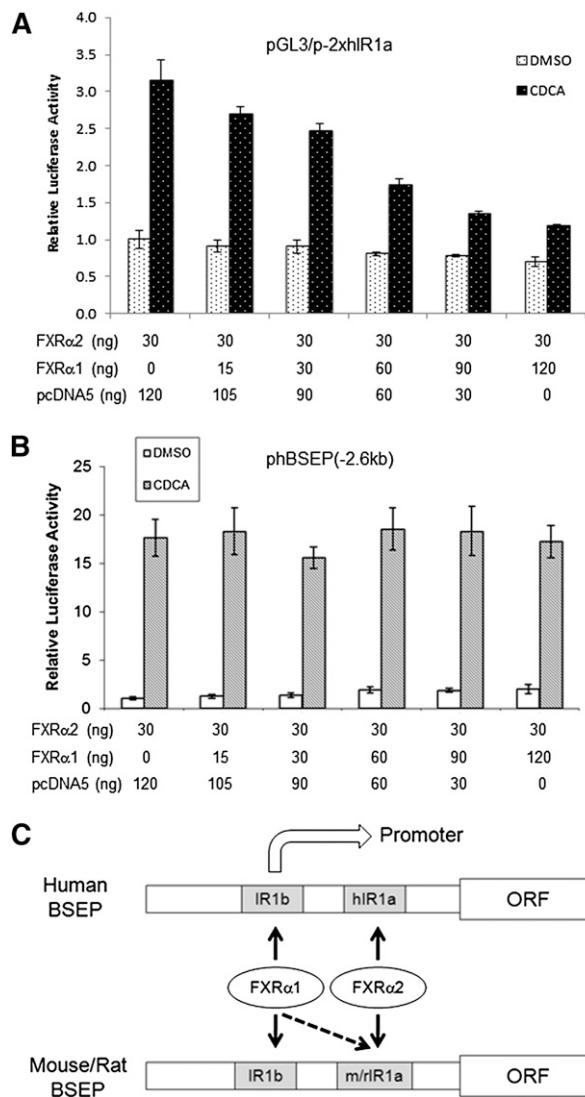 A
pGL3/p-2xhIR1a
DMSO
CDCA
Relative Luciferase Activity
4.0
3.5
3.0
2.5
2.0
1.5
1.0
0.5
0.0
FXRα2 (ng) 30 30 30 30 30 30
FXRα1 (ng) 0 15 30 60 90 120
pcDNA5 (ng) 120 105 90 60 30 0
B
phBSEP(-2.6kb)
DMSO
CDCA
Relative Luciferase Activity
25
20
15
10
5
0
FXRα2 (ng) 30 30 30 30 30 30
FXRα1 (ng) 0 15 30 60 90 120
pcDNA5 (ng) 120 105 90 60 30 0
C
Promoter
Human BSEP
IR1b hIR1a ORF
FXRα1 FXRα2
Mouse/Rat BSEP
IR1b m/rIR1a ORF